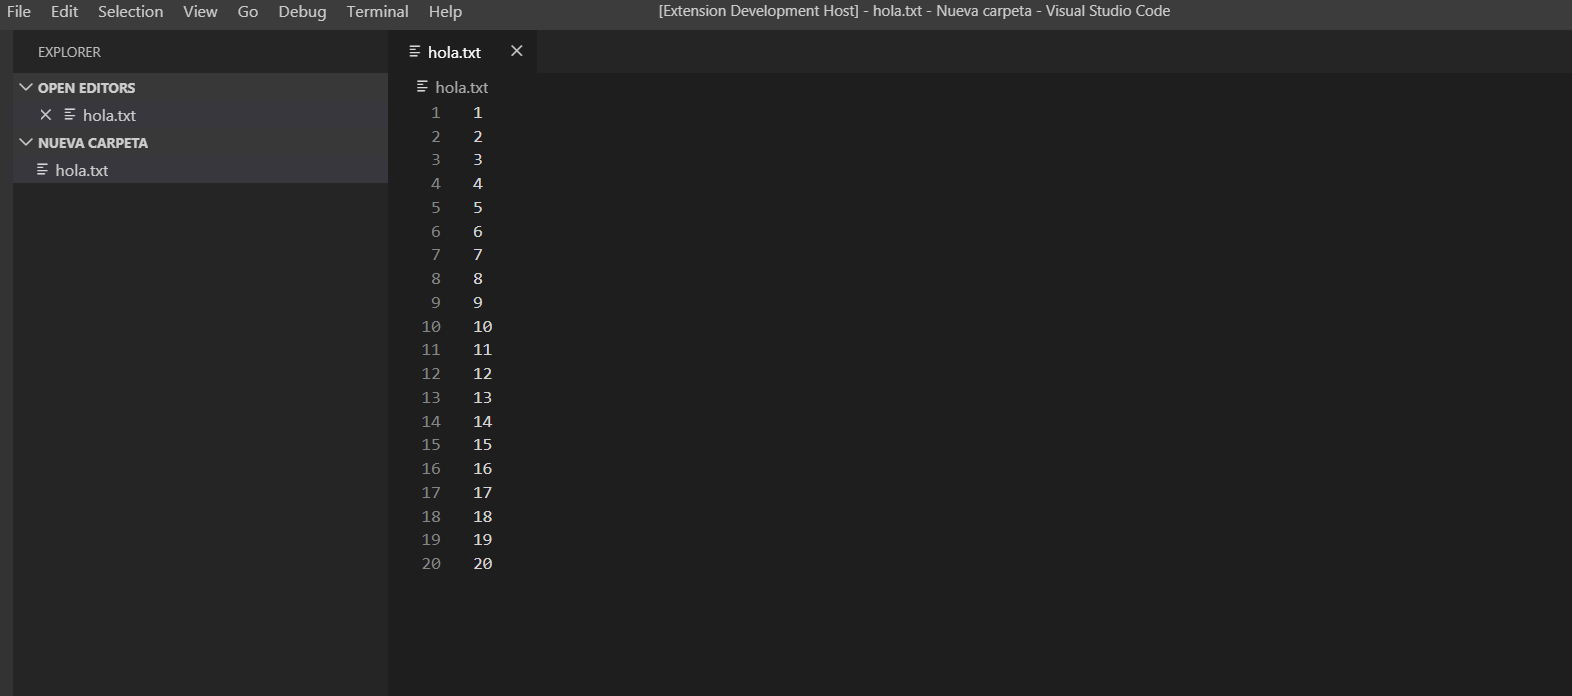 File Edit Selection View Go Debug Terminal Help [Extension Development Host] - hola.txt - Nueva carpeta - Visual Studio Code
EXPLORER
OPEN EDITORS
hola.txt
NUEVA CARPETA
hola.txt
hola.txt
hola.txt
1 1
2 2
3 3
4 4
5 5
6 6
7 7
8 8
9 9
10 10
11 11
12 12
13 13
14 14
15 15
16 16
17 17
18 18
19 19
20 20